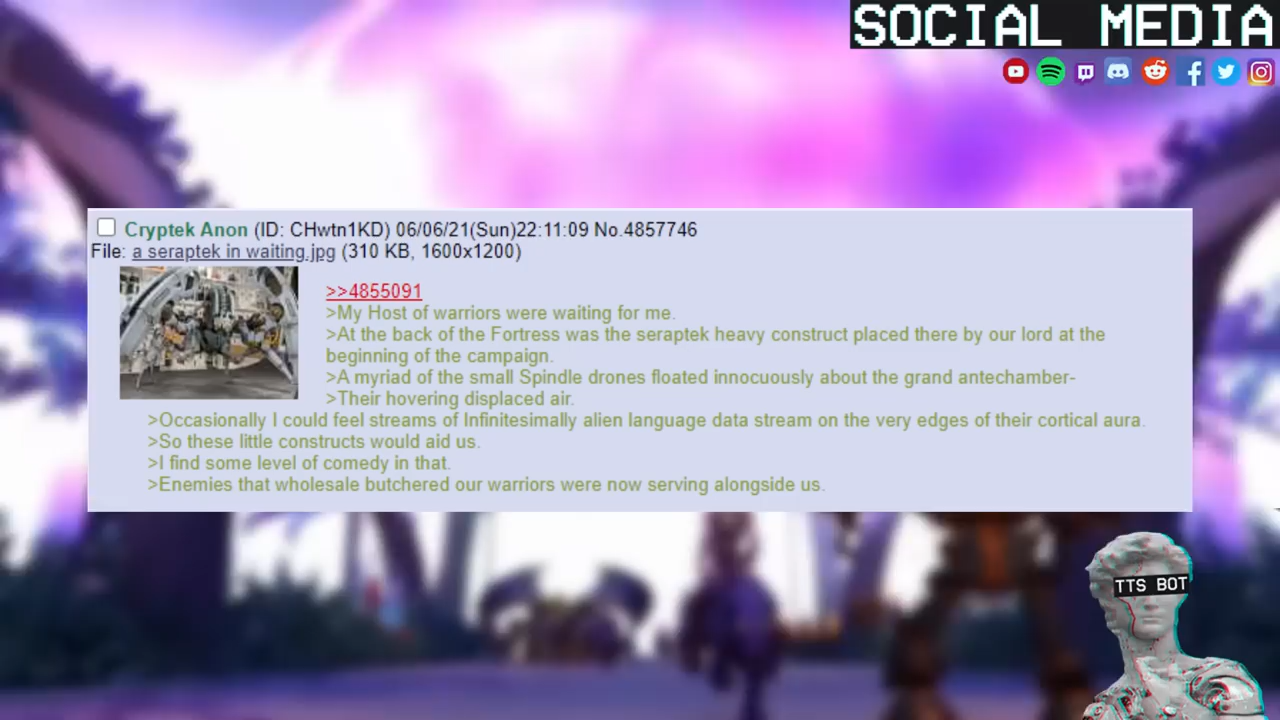 SOCIAL MEDIA
Cryptek Anon (ID: CHwtn1KD) 06/06/21(Sun)22:11:09 No.4857746
File: a seraptek in waiting.jpg (310 KB, 1600x1200)
>>4855091
>My Host of warriors were waiting for me.
>At the back of the Fortress was the seraptek heavy construct placed there by our lord at the
beginning of the campaign.
>A myriad of the small Spindle drones floated innocuously about the grand antechamber-
>Their hovering displaced air.
>Occasionally I could feel streams of Infinitesimally alien language data stream on the very edges of their cortical aura.
>So these little constructs would aid us.
>I find some level of comedy in that.
>Enemies that wholesale butchered our warriors were now serving alongside us.
TTS BOT